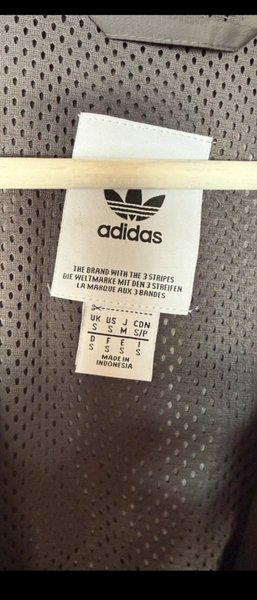 adidas
THE BRAND WITH THE 3 STRIPES
DIE WELTMARKE MIT DEN 3 STREIFEN
LA MARQUE AUX 3 BANDES
UK US J CDN
S S M S/P
D F E I
S S S S
MADE IN
INDONESIA